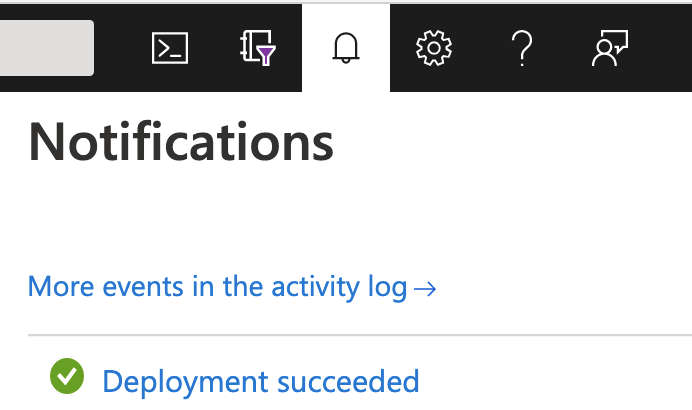 Notifications
More events in the activity log →
Deployment succeeded